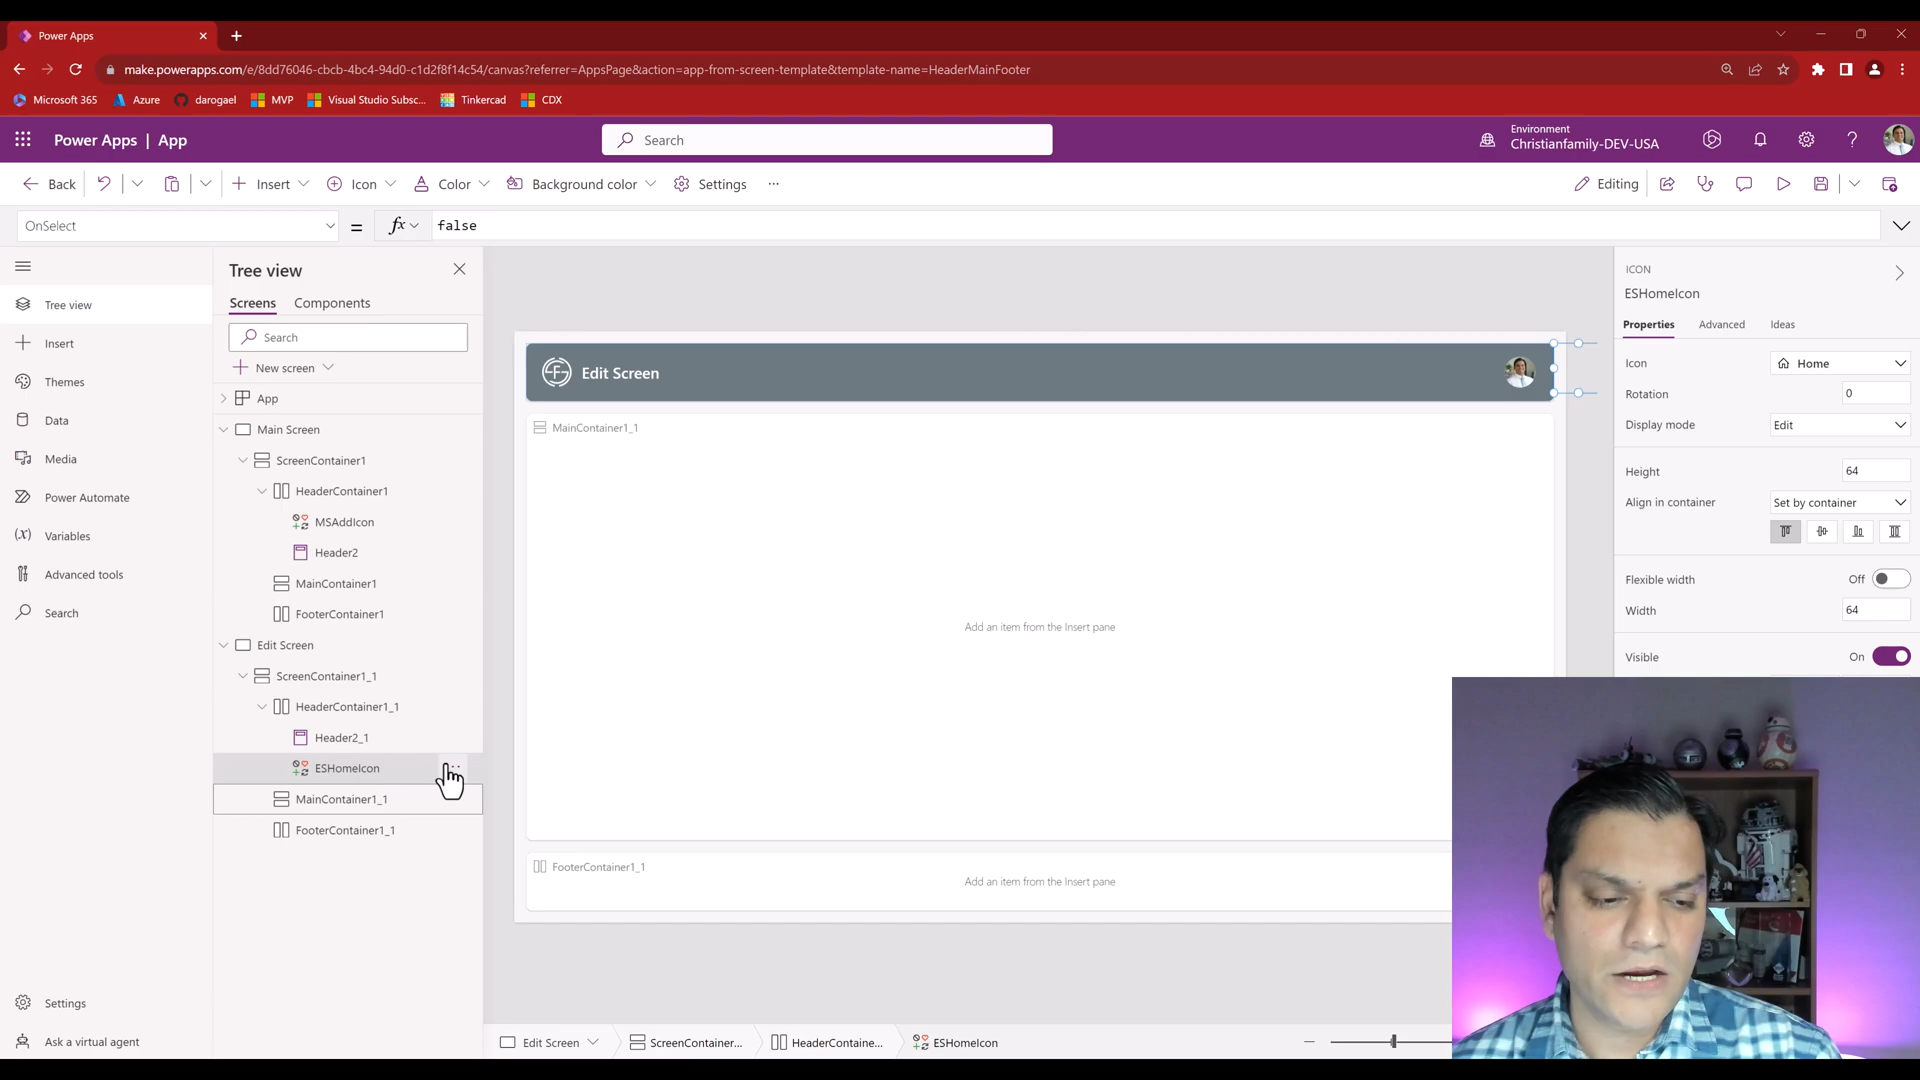 Power Apps
make.powerapps.com/e/8dd76046-cbcb-4bc4-94d0-c1d2f8f14c54/canvas?referrer=AppsPage&action=app-from-screen-template&template-name=HeaderMainFooter
Microsoft 365 Azure darogael MVP Visual Studio Subsc... Tinkercad CDX
Power Apps | App Search Environment
Christianfamily-DEV-USA
Back Insert Icon Color Background color Settings ... Editing
OnSelect = fx false
Tree view
Screens Components
Search
New screen
App
Main Screen
ScreenContainer1
HeaderContainer1
MSAddIcon
Header2
MainContainer1
FooterContainer1
Edit Screen
ScreenContainer1_1
HeaderContainer1_1
Header2_1
ESHomeIcon
MainContainer1_1
FooterContainer1_1
Tree view
Insert
Themes
Data
Media
Power Automate
Variables
Advanced tools
Search
Settings
Ask a virtual agent
Edit Screen
MainContainer1_1
Add an item from the Insert pane
FooterContainer1_1
Add an item from the Insert pane
Edit Screen ScreenContainer... HeaderContaine... ESHomeIcon
ICON
ESHomeIcon
Properties Advanced Ideas
Icon Home
Rotation 0
Display mode Edit
Height 64
Align in container Set by container
Flexible width Off
Width 64
Visible On